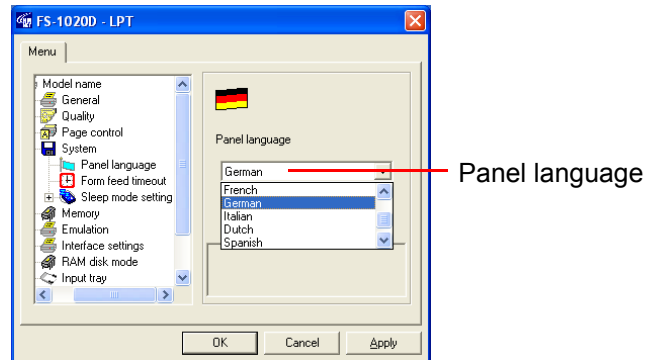 FS-1020D - LPT
Menu
Model name
General
Quality
Page control
System
Panel language
Form feed timeout
Sleep mode setting
Memory
Emulation
Interface settings
RAM disk mode
Input tray
Panel language
German
French
German
Italian
Dutch
Spanish
Panel language
OK
Cancel
Apply